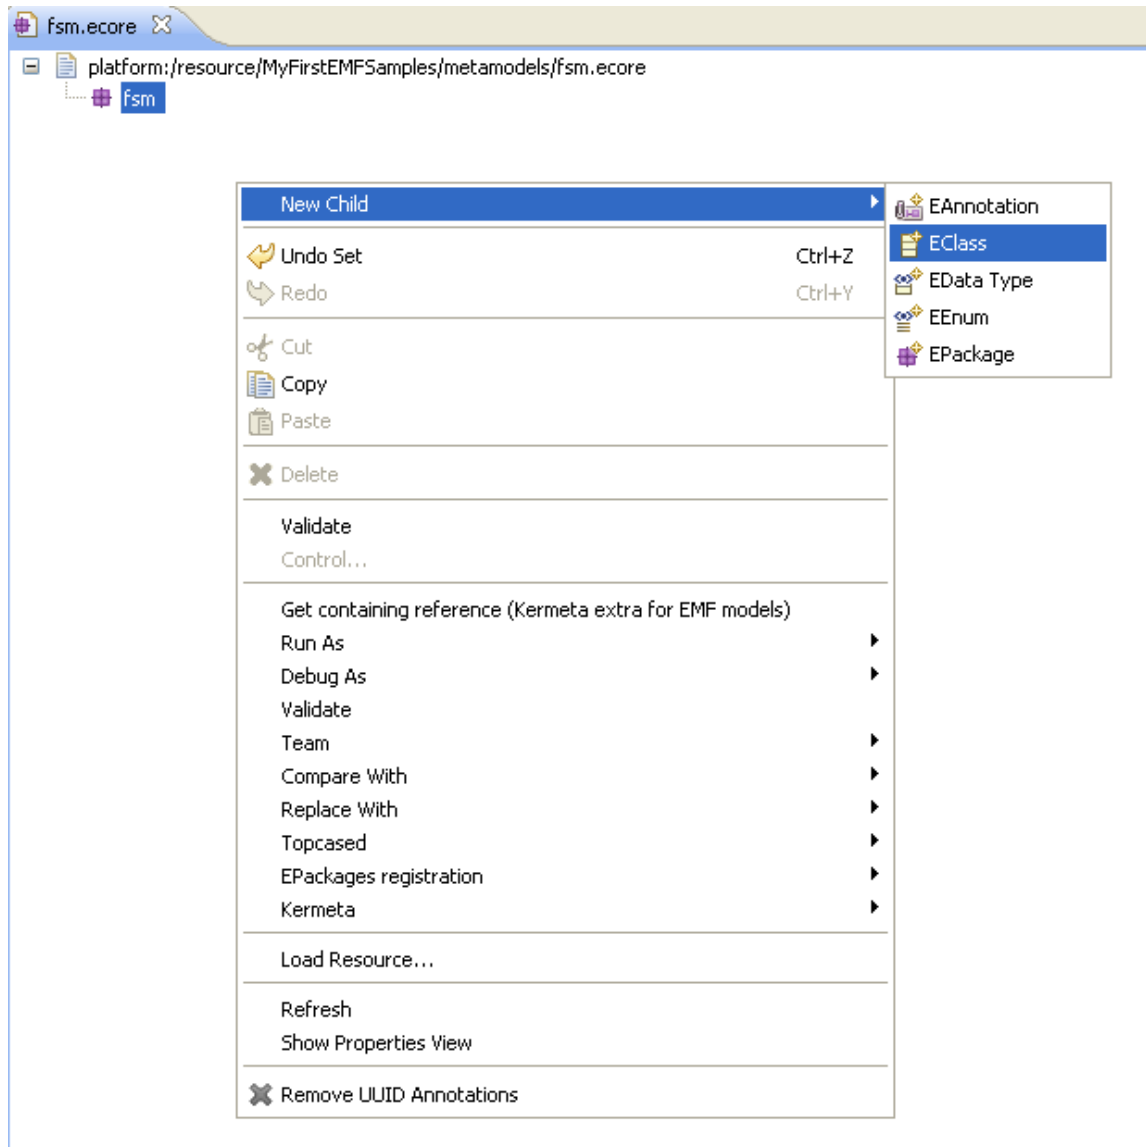 fsm.ecore
platform:/resource/MyFirstEMFSamples/metamodels/fsm.ecore
fsm
New Child
EAnnotation
EClass
EData Type
EEnum
EPackage
Undo Set Ctrl+Z
Redo Ctrl+Y
Cut
Copy
Paste
Delete
Validate
Control...
Get containing reference (Kermeta extra for EMF models)
Run As
Debug As
Validate
Team
Compare With
Replace With
Topcased
EPackages registration
Kermeta
Load Resource...
Refresh
Show Properties View
Remove UUID Annotations